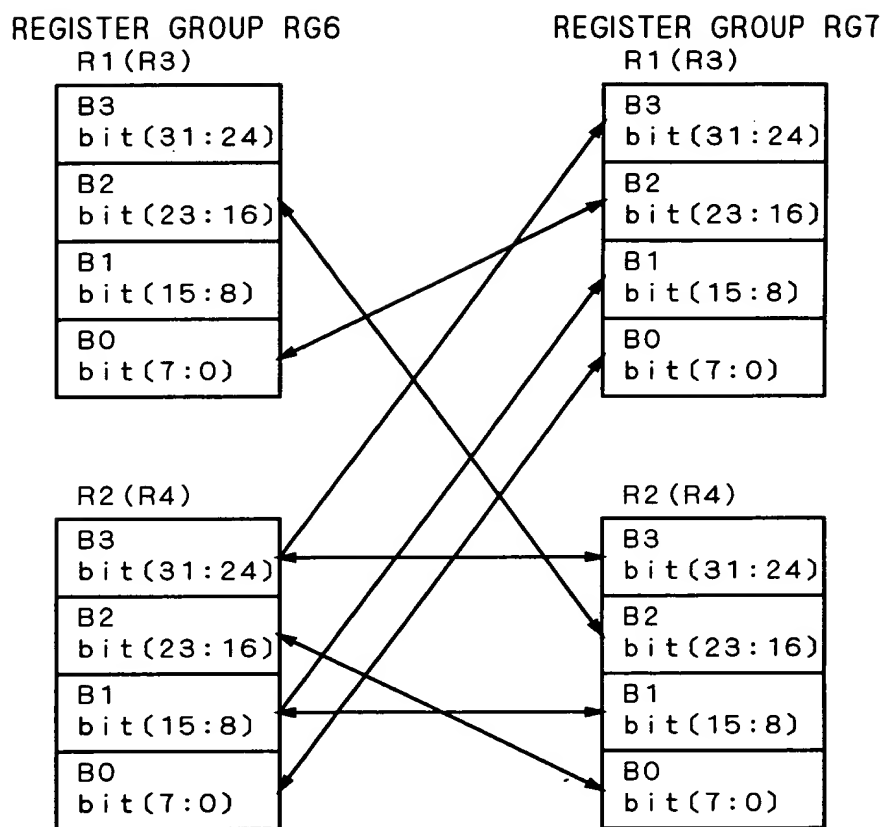 REGISTER GROUP RG6
R1(R3)
B3
bit(31:24)
B2
bit(23:16)
B1
bit(15:8)
B0
bit(7:0)
R2(R4)
B3
bit(31:24)
B2
bit(23:16)
B1
bit(15:8)
B0
bit(7:0)
REGISTER GROUP RG7
R1(R3)
B3
bit(31:24)
B2
bit(23:16)
B1
bit(15:8)
B0
bit(7:0)
R2(R4)
B3
bit(31:24)
B2
bit(23:16)
B1
bit(15:8)
B0
bit(7:0)